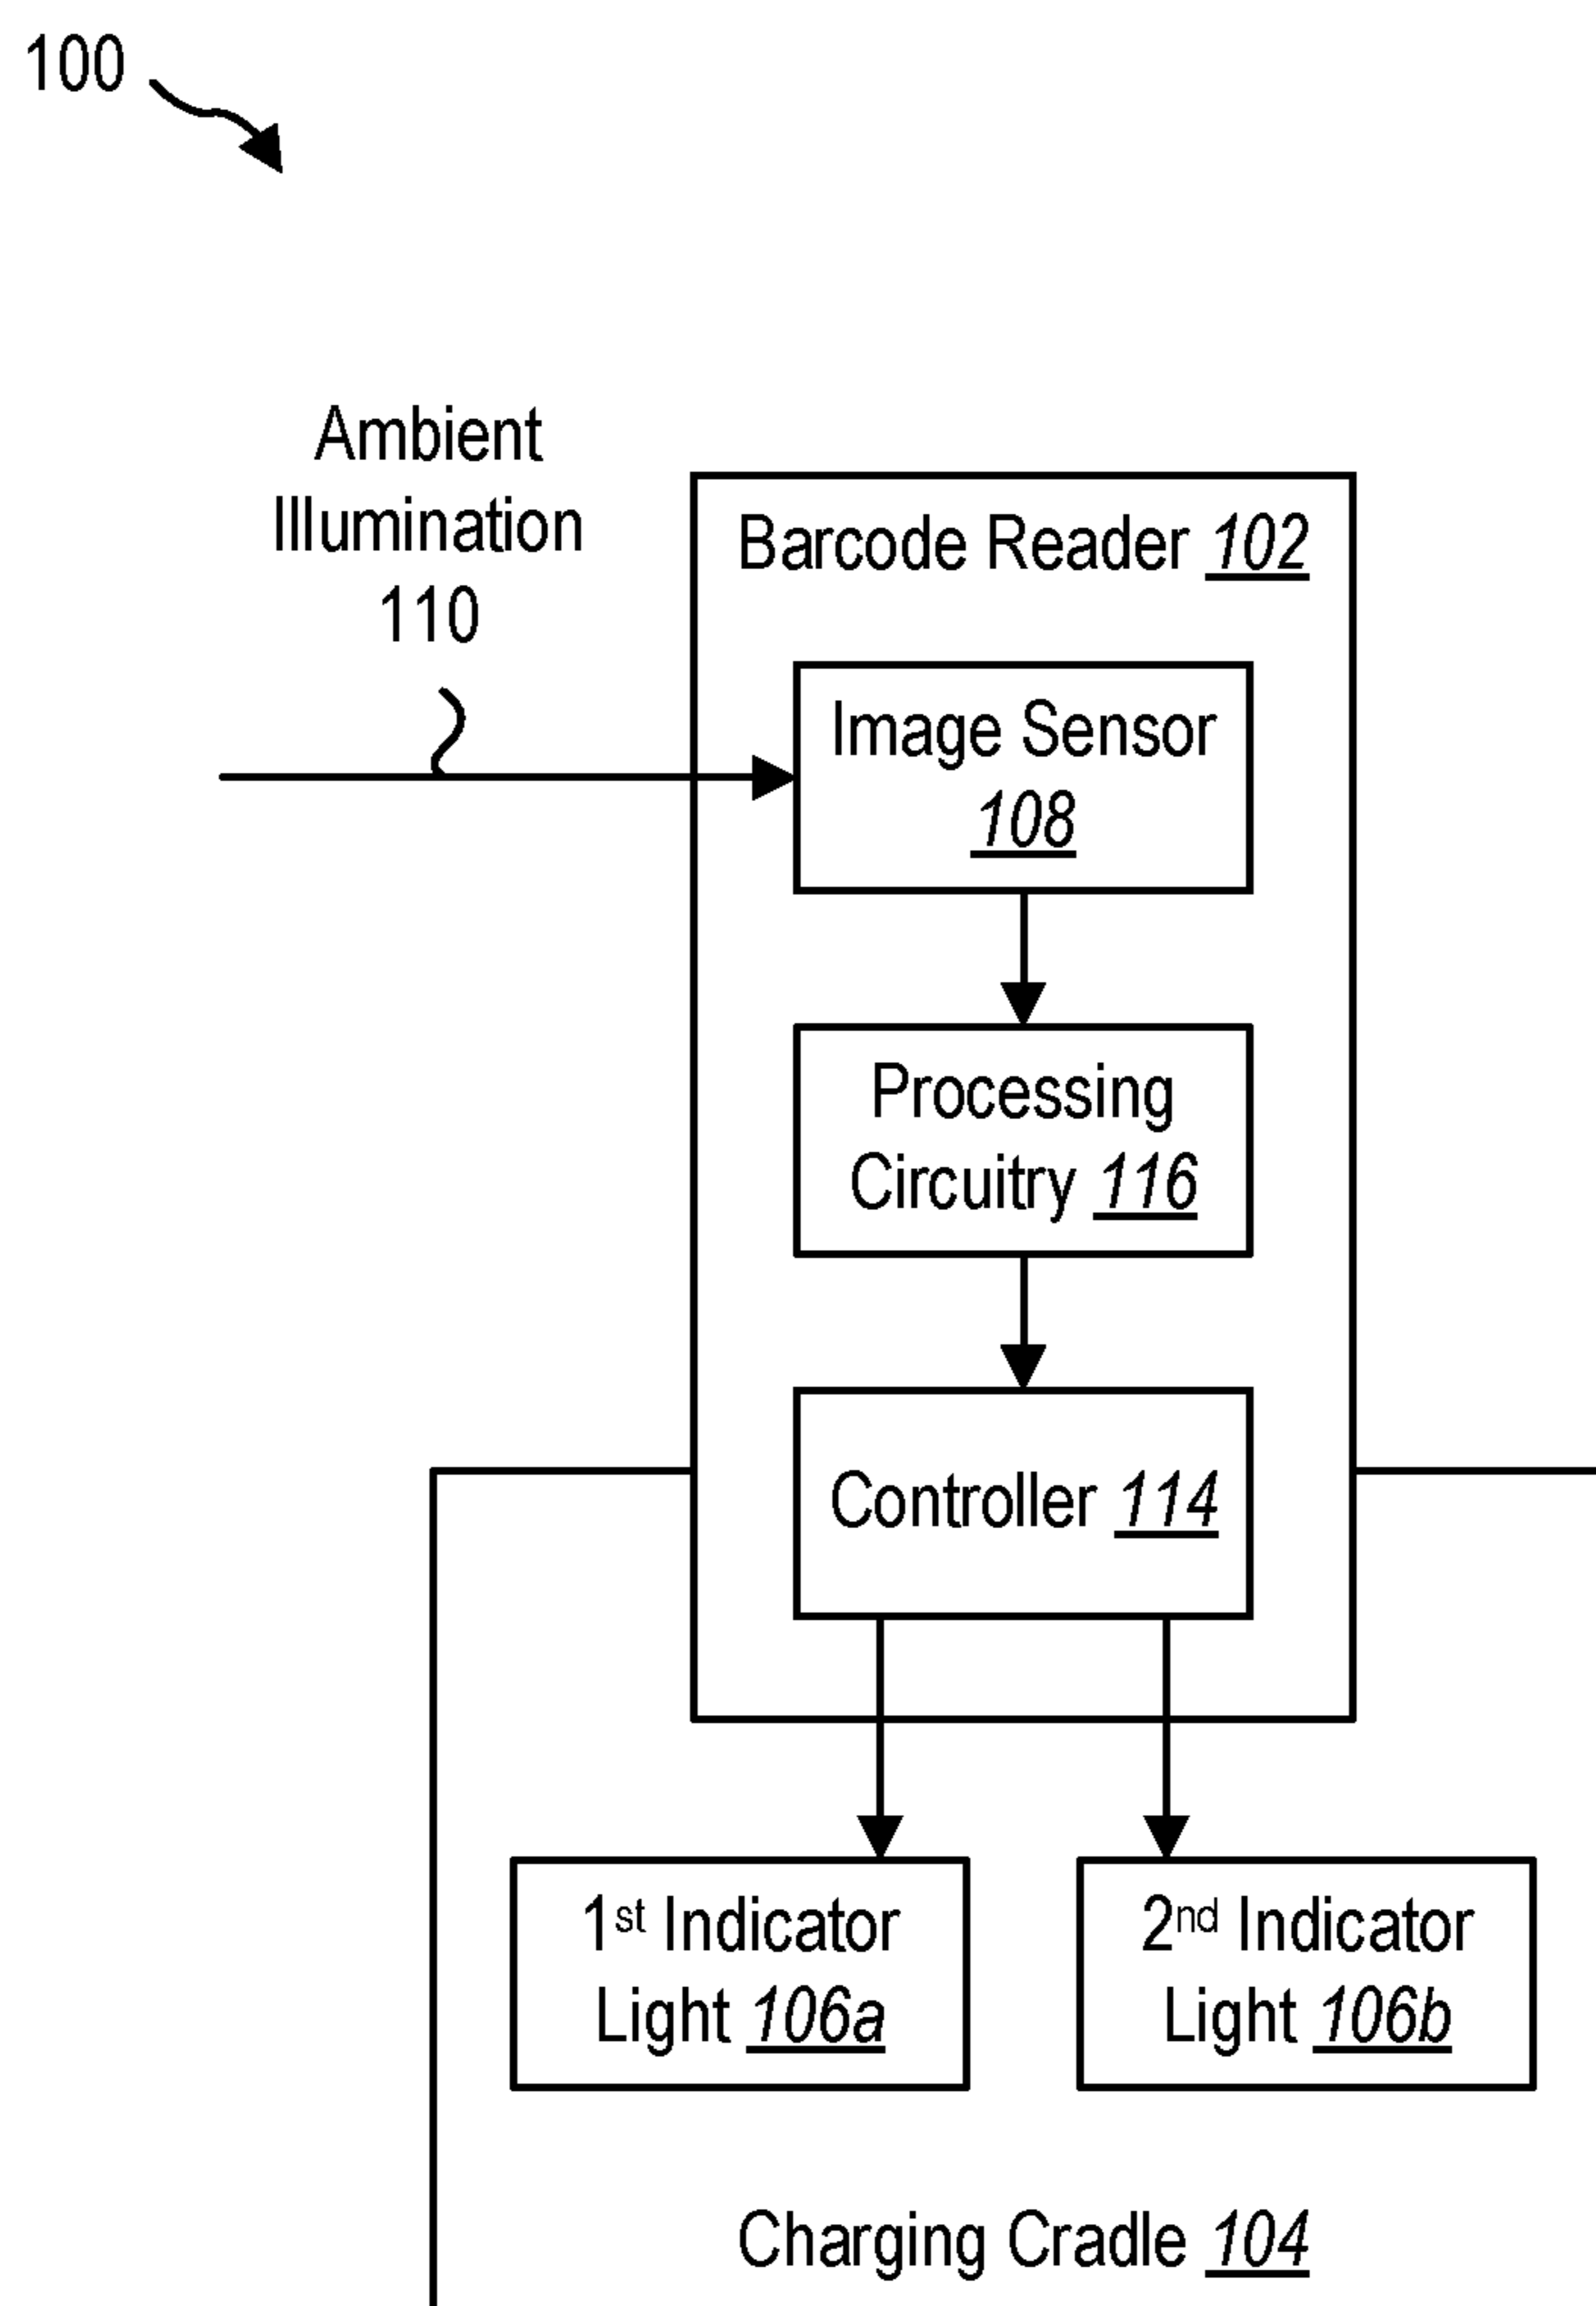 100
Ambient
Illumination
110
Barcode Reader 102
Image Sensor
108
Processing
Circuitry 116
Controller 114
1st Indicator
Light 106a
2nd Indicator
Light 106b
Charging Cradle 104